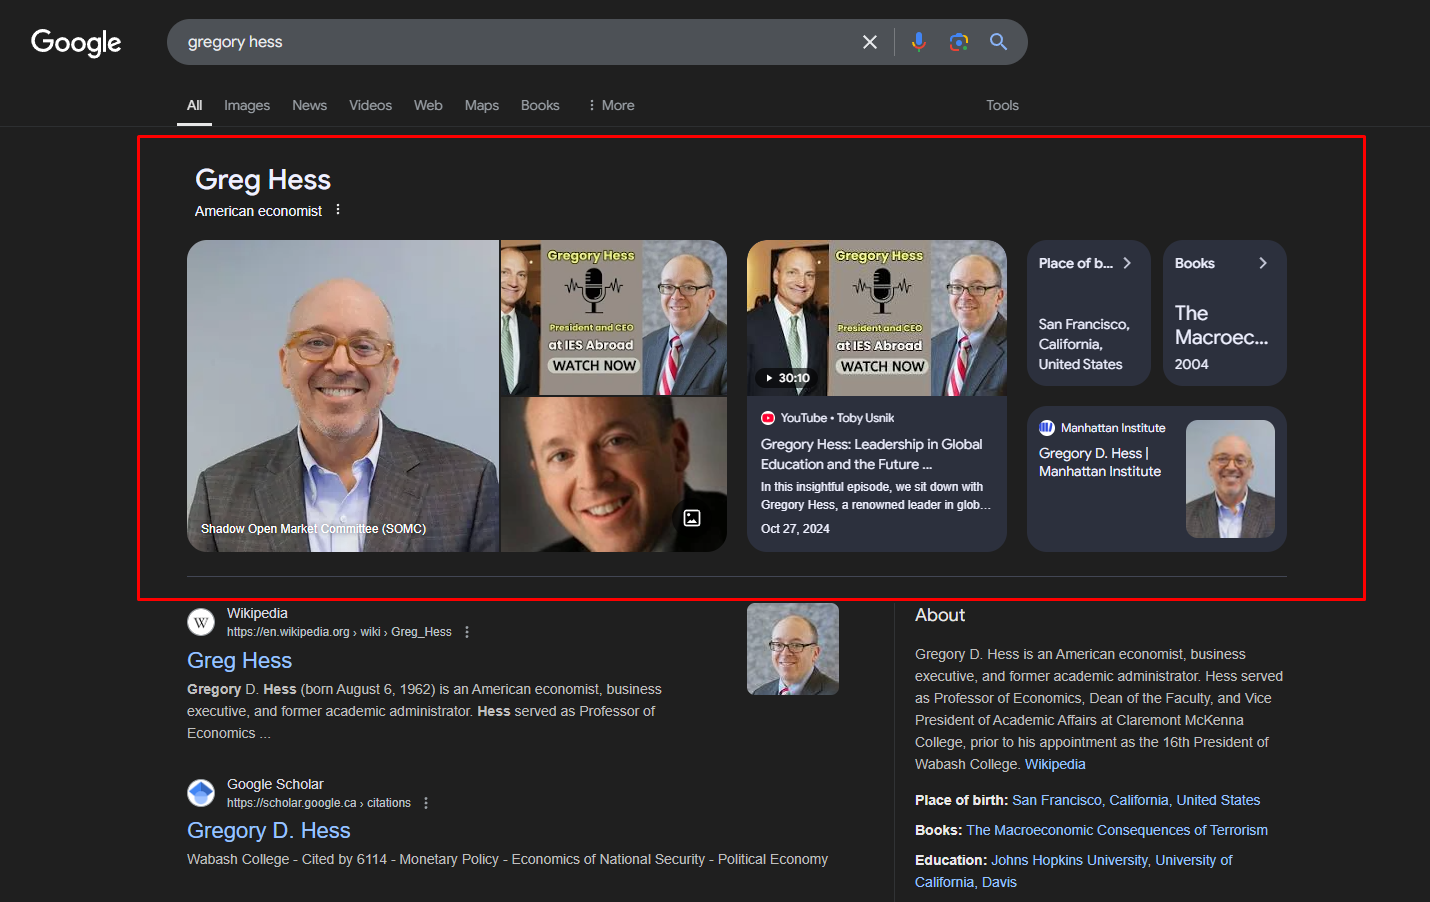 Google
gregory hess
All
Images
News
Videos
Web
Maps
Books
More
Tools
Greg Hess
American economist
Shadow Open Market Committee (SOMC)
Gregory Hess
President and CEO
at IES Abroad
WATCH NOW
Gregory Hess
President and CEO
at IES Abroad
WATCH NOW
30:10
YouTube • Toby Usnik
Gregory Hess: Leadership in Global
Education and the Future ...
In this insightful episode, we sit down with
Gregory Hess, a renowned leader in glob...
Oct 27, 2024
Place of b...
San Francisco,
California,
United States
Books
The
Macroec...
2004
Manhattan Institute
Gregory D. Hess |
Manhattan Institute
W
Wikipedia
https://en.wikipedia.org › wiki › Greg_Hess
Greg Hess
Gregory D. Hess (born August 6, 1962) is an American economist, business
executive, and former academic administrator. Hess served as Professor of
Economics ...
Google Scholar
https://scholar.google.ca › citations
Gregory D. Hess
Wabash College - Cited by 6114 - Monetary Policy - Economics of National Security - Political Economy
About
Gregory D. Hess is an American economist, business
executive, and former academic administrator. Hess served
as Professor of Economics, Dean of the Faculty, and Vice
President of Academic Affairs at Claremont McKenna
College, prior to his appointment as the 16th President of
Wabash College. Wikipedia
Place of birth: San Francisco, California, United States
Books: The Macroeconomic Consequences of Terrorism
Education: Johns Hopkins University, University of
California, Davis